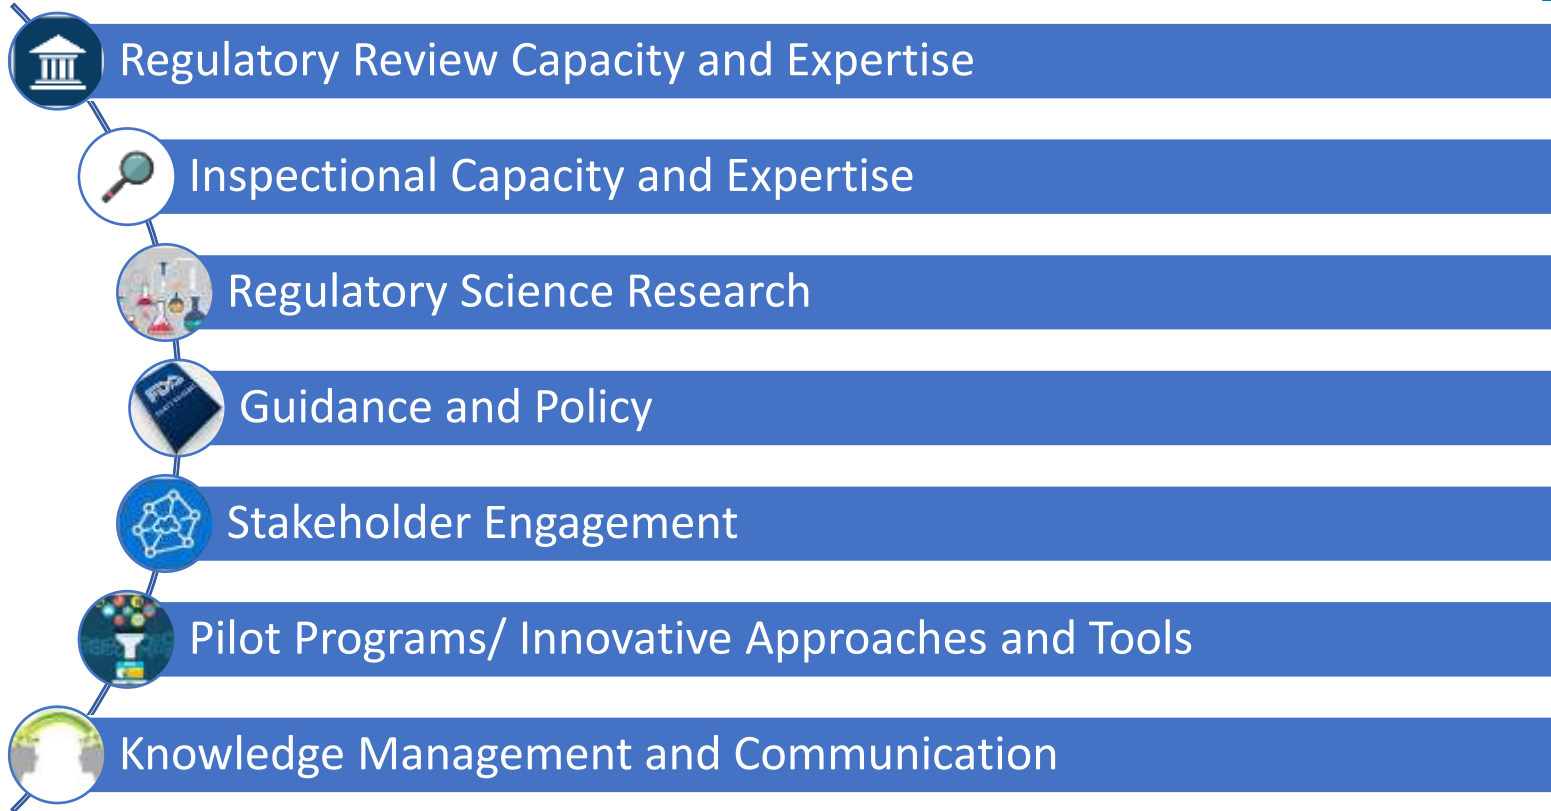 Regulatory Review Capacity and Expertise
Inspectional Capacity and Expertise
Regulatory Science Research
FDA
Guidance and Policy
Stakeholder Engagement
Pilot Programs/ Innovative Approaches and Tools
Knowledge Management and Communication